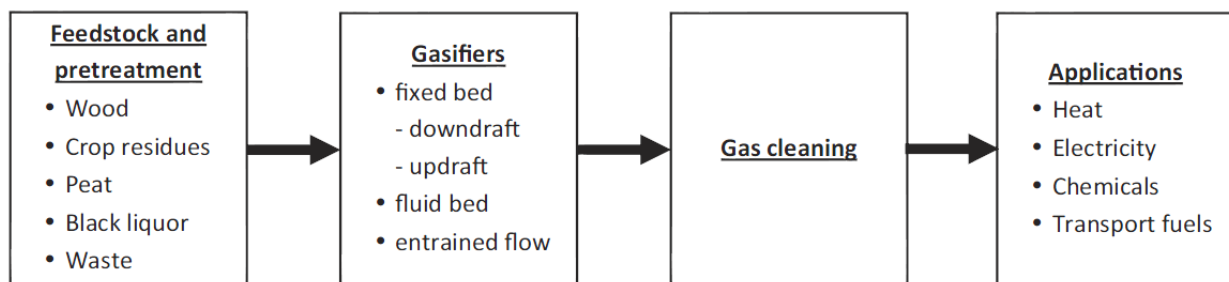 Feedstock and
pretreatment
• Wood
• Crop residues
• Peat
• Black liquor
• Waste
Gasifiers
• fixed bed
- downdraft
- updraft
• fluid bed
• entrained flow
Gas cleaning
Applications
• Heat
• Electricity
• Chemicals
• Transport fuels